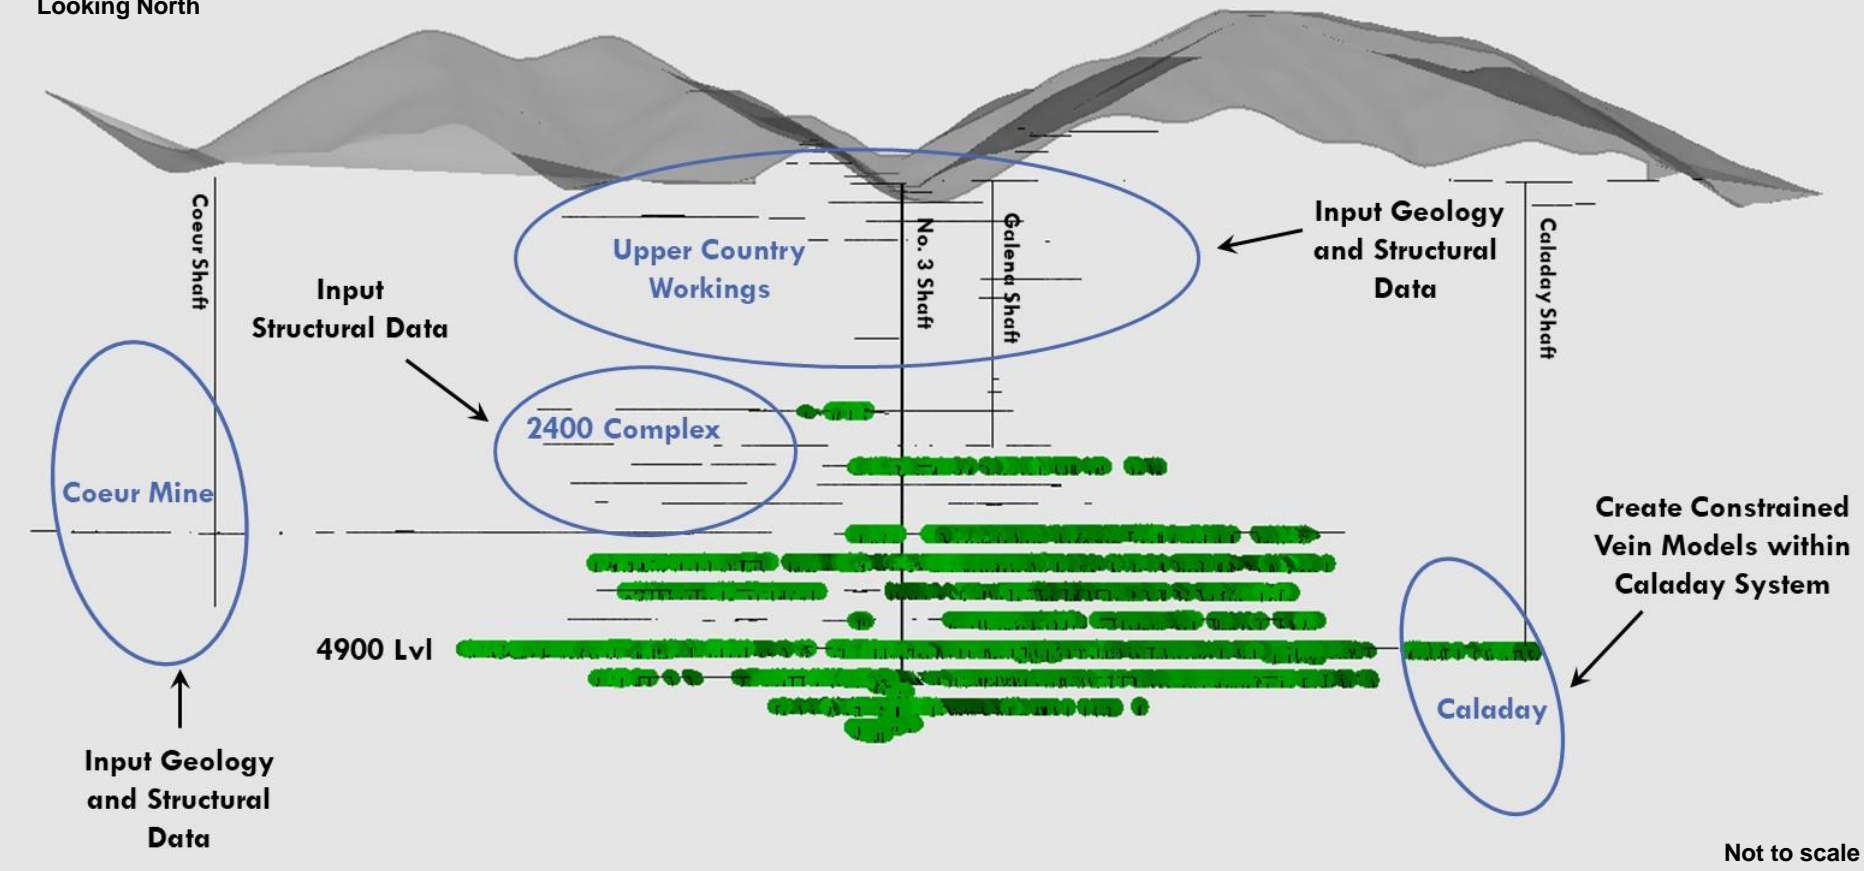 Looking North
Coeur Shaft
No. 3 Shaft
Galena Shaft
Caladay Shaft
Upper Country
Workings
Input Geology
and Structural
Data
Input
Structural Data
2400 Complex
Coeur Mine
Create Constrained
Vein Models within
Caladay System
4900 Lvl
Caladay
Input Geology
and Structural
Data
Not to scale